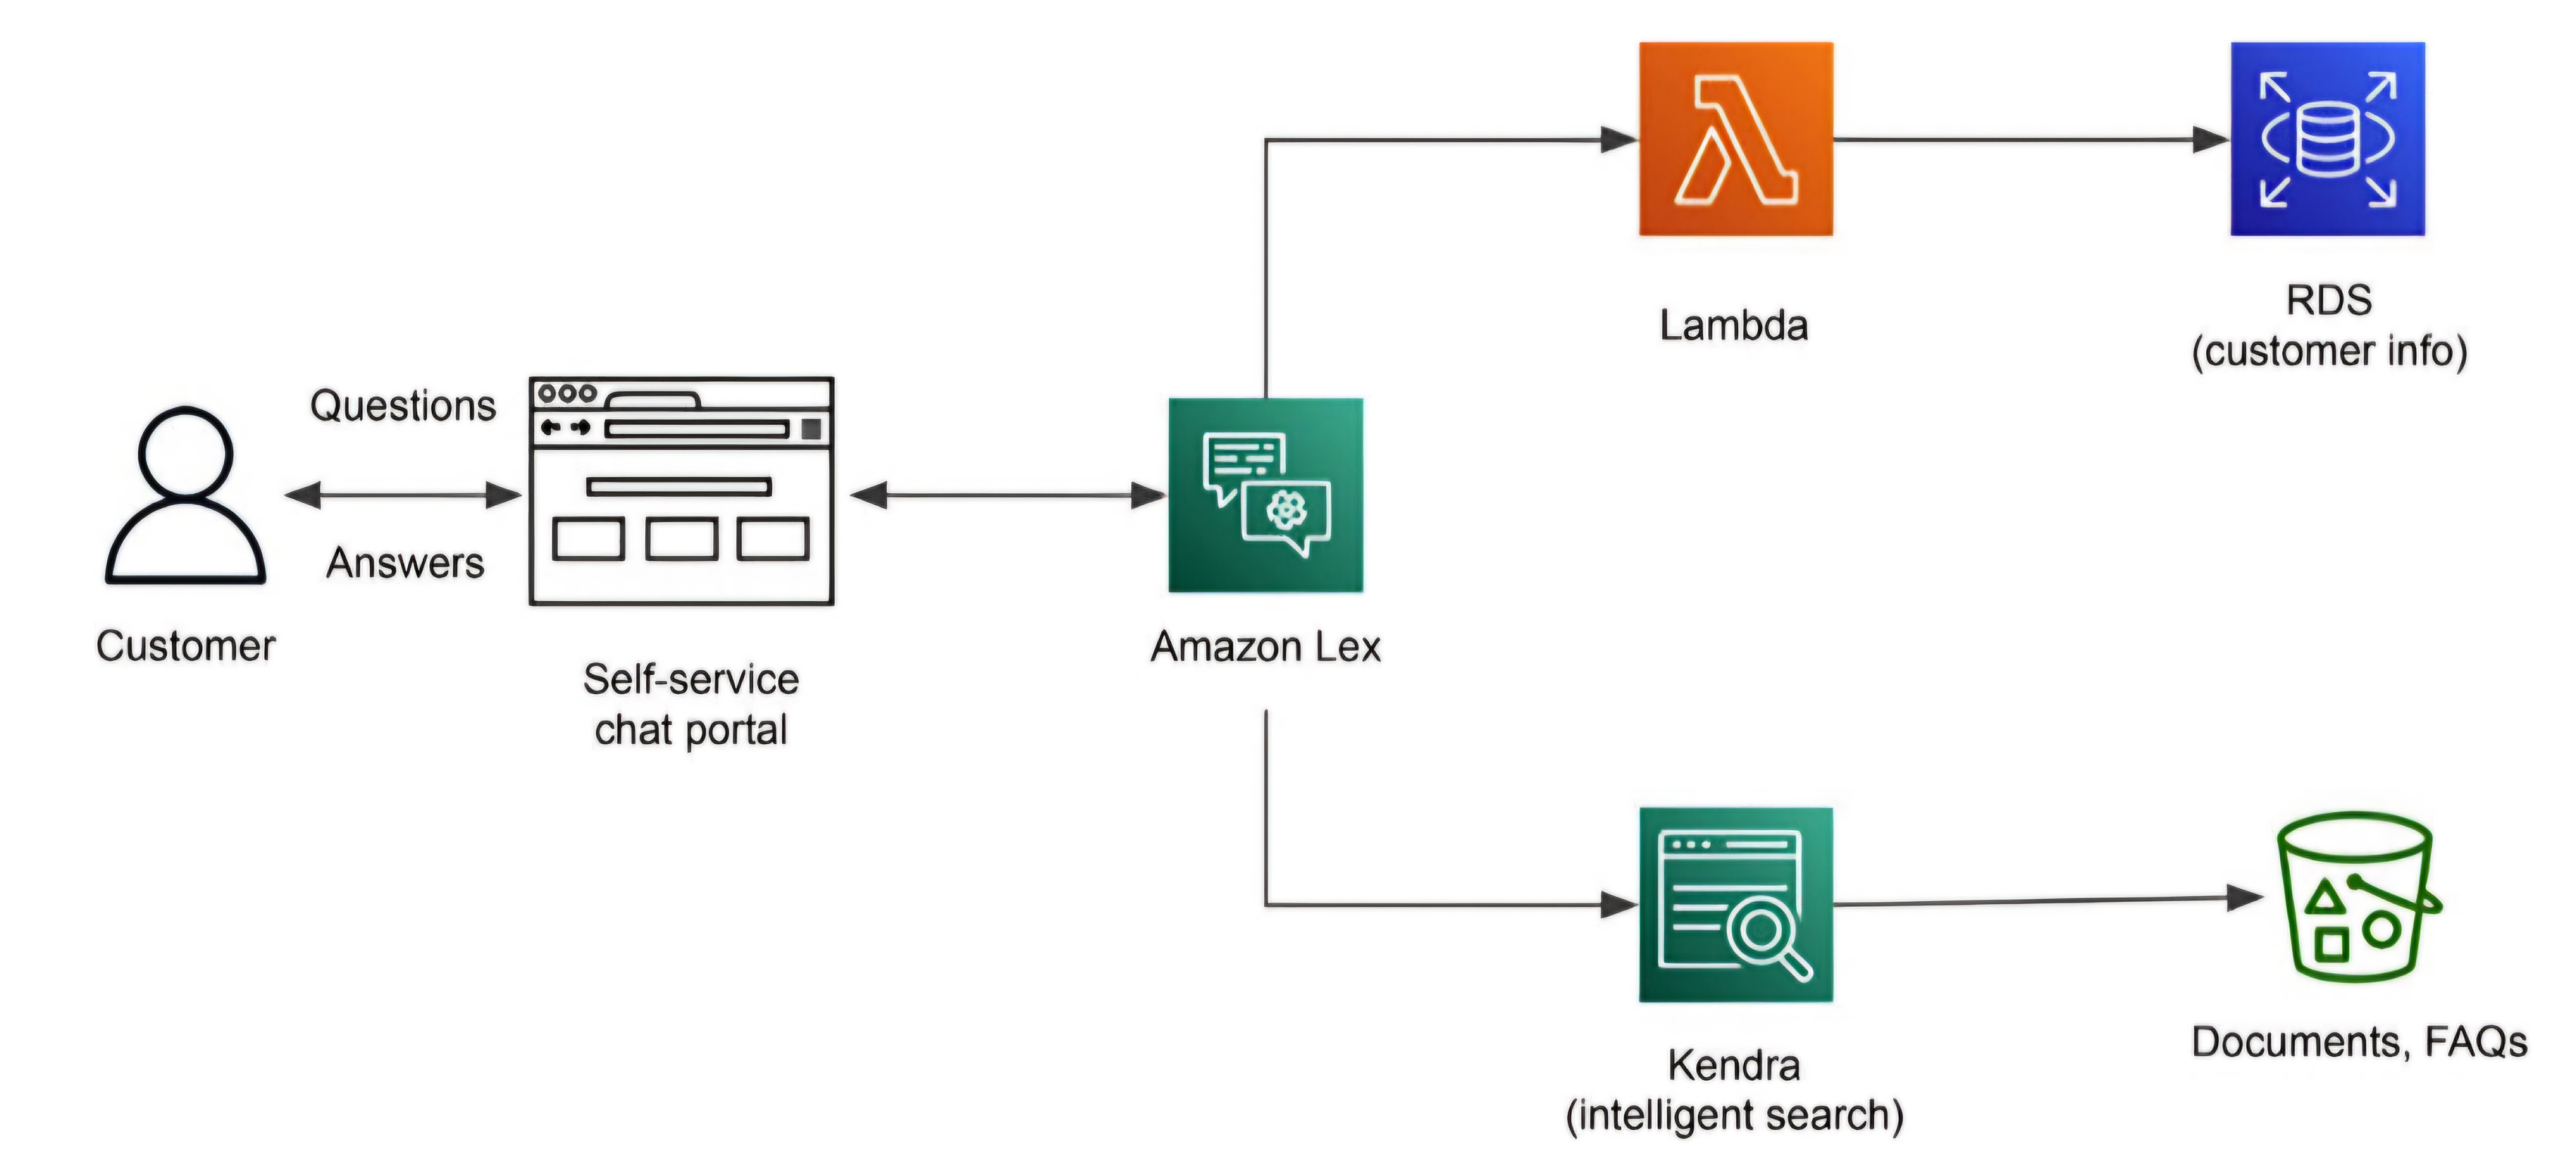 Questions
Answers
Customer
Self-service
chat portal
Amazon Lex
Lambda
RDS
(customer info)
Kendra
(intelligent search)
Documents, FAQs